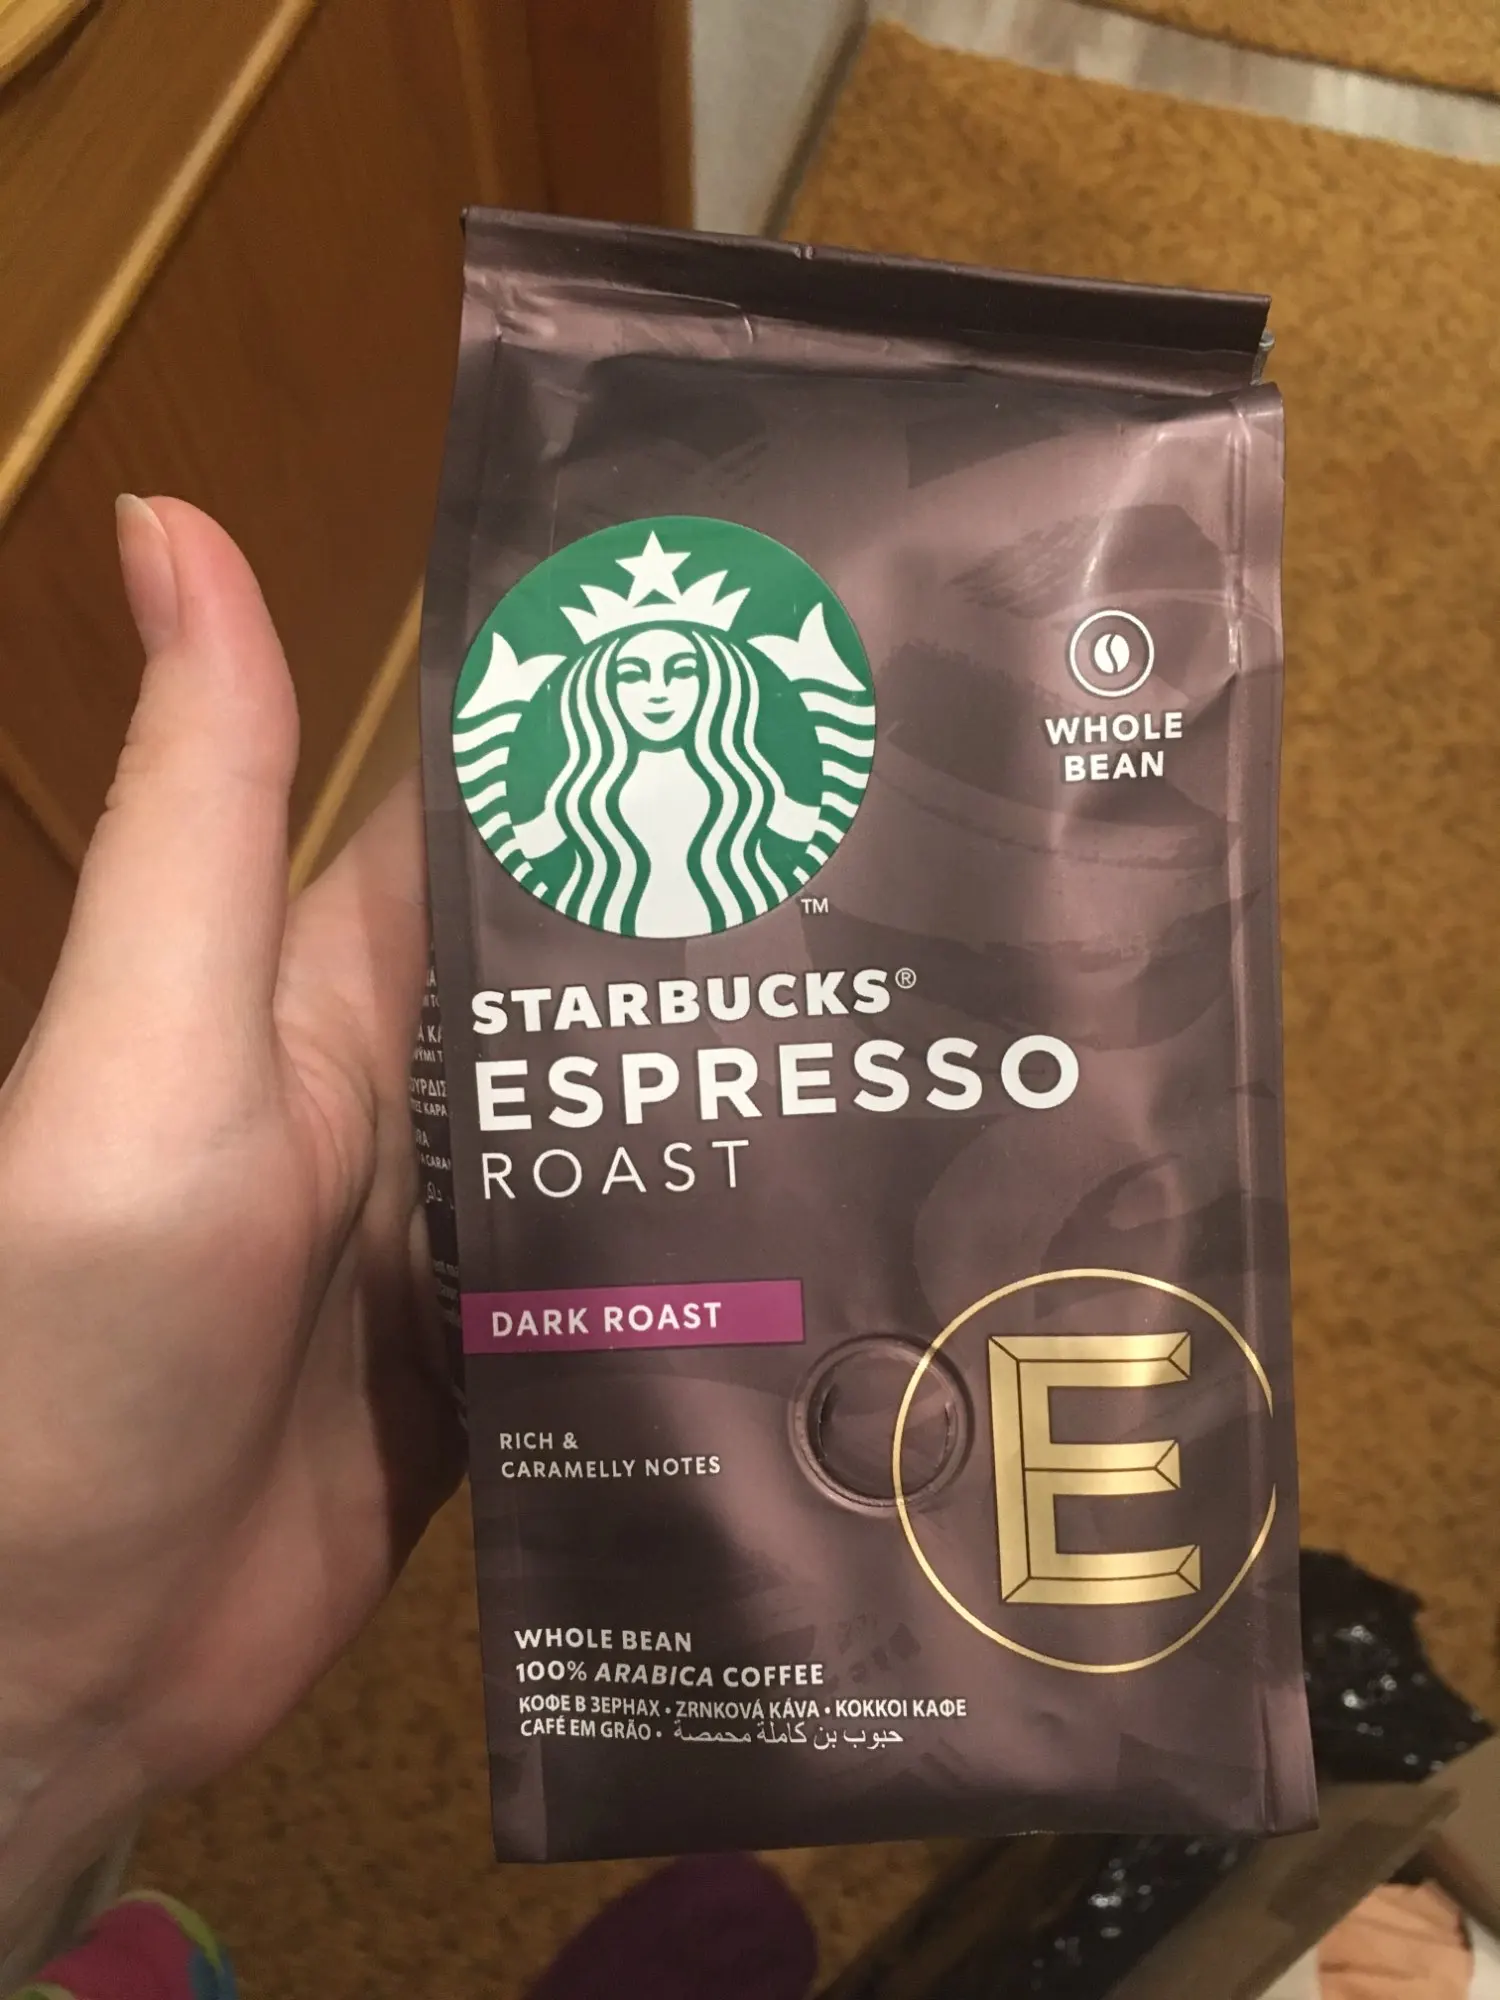 WHOLE
BEAN
TM
STARBUCKS®
ESPRESSO
ROAST
DARK ROAST
RICH &
CARAMELLY NOTES
E
WHOLE BEAN
100% ARABICA COFFEE
КОФЕ В ЗЕРНАХ • ZRNKOVÁ KÁVA • ΚΟΚΚΟΙ ΚΑΦΕ
CAFÉ EM GRÃO • حبوب بن كاملة محمصة